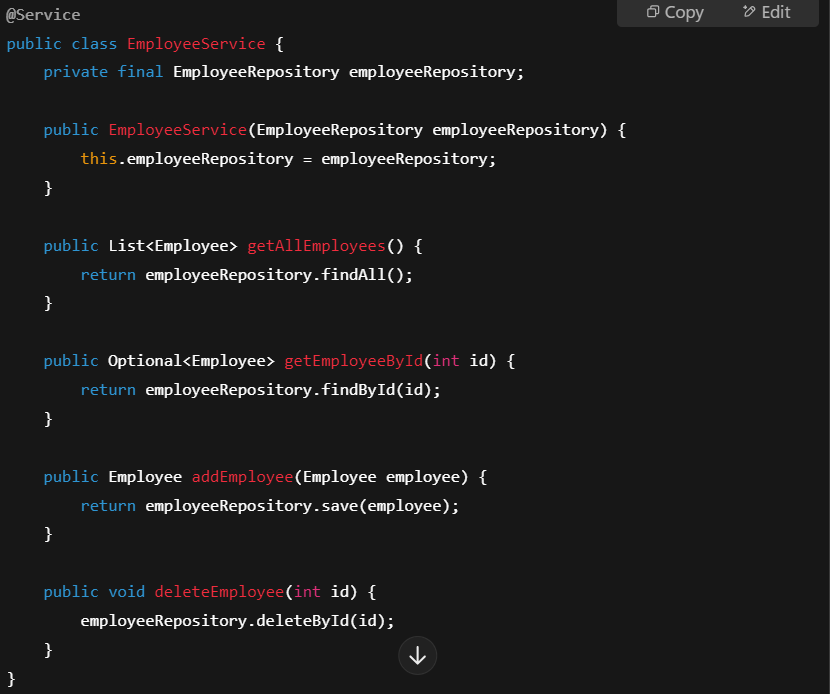 @Service
Copy
Edit
public class EmployeeService {
    private final EmployeeRepository employeeRepository;
    public EmployeeService(EmployeeRepository employeeRepository) {
        this.employeeRepository = employeeRepository;
    }
    public List<Employee> getAllEmployees() {
        return employeeRepository.findAll();
    }
    public Optional<Employee> getEmployeeById(int id) {
        return employeeRepository.findById(id);
    }
    public Employee addEmployee(Employee employee) {
        return employeeRepository.save(employee);
    }
    public void deleteEmployee(int id) {
        employeeRepository.deleteById(id);
    }
}